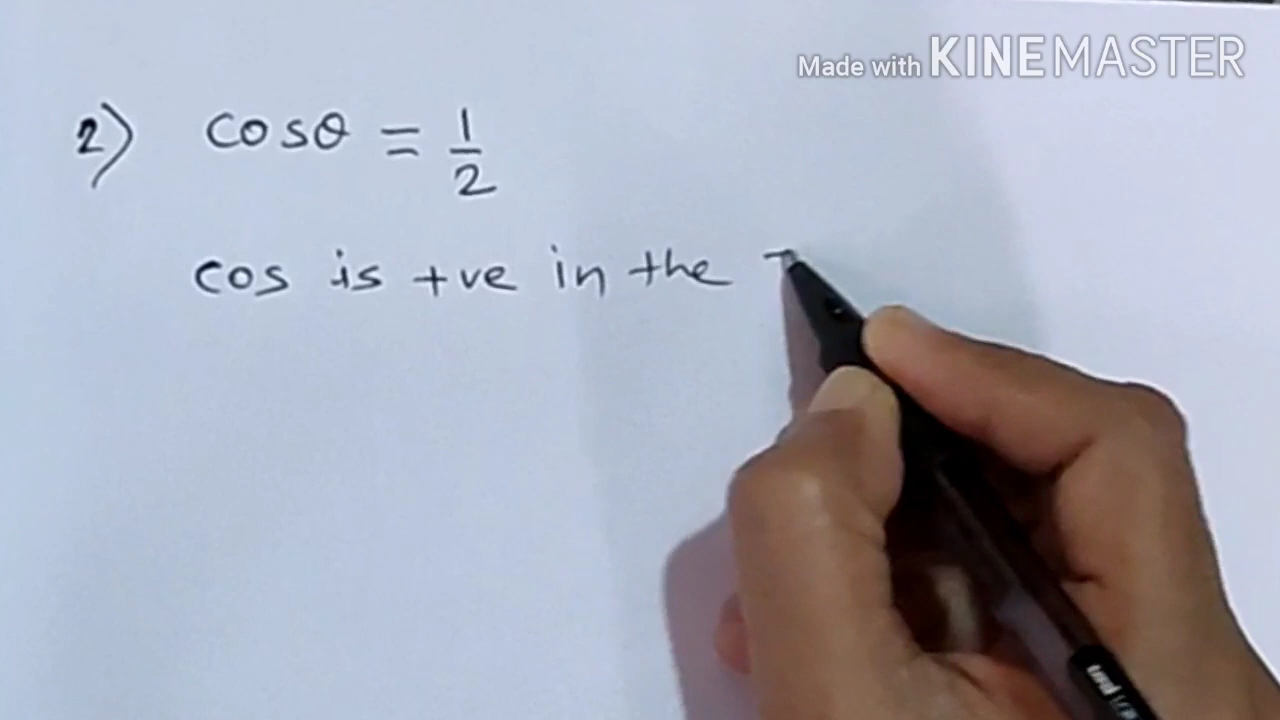 Made with KINEMASTER
2) cosθ = 1/2
cos is +ve in the